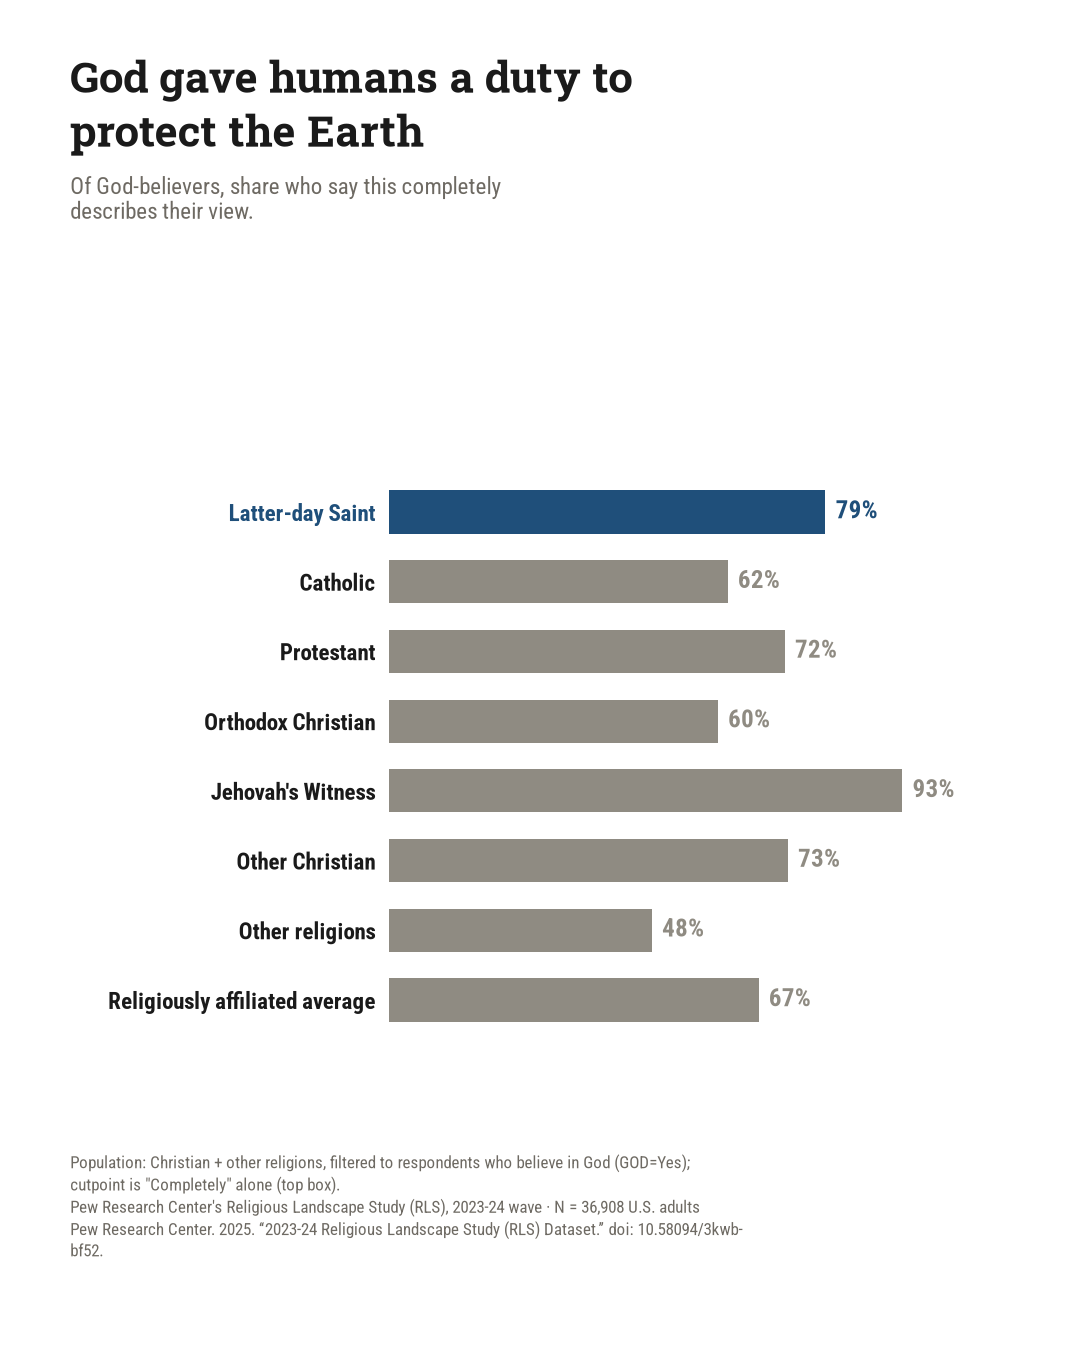 God gave humans a duty to
protect the Earth
Of God-believers, share who say this completely
describes their view.
Latter-day Saint 79%
Catholic 62%
Protestant 72%
Orthodox Christian 60%
Jehovah's Witness 93%
Other Christian 73%
Other religions 48%
Religiously affiliated average 67%
Population: Christian + other religions, filtered to respondents who believe in God (GOD=Yes);
cutpoint is "Completely" alone (top box).
Pew Research Center's Religious Landscape Study (RLS), 2023-24 wave · N = 36,908 U.S. adults
Pew Research Center. 2025. “2023-24 Religious Landscape Study (RLS) Dataset.” doi: 10.58094/3kwb-
bf52.